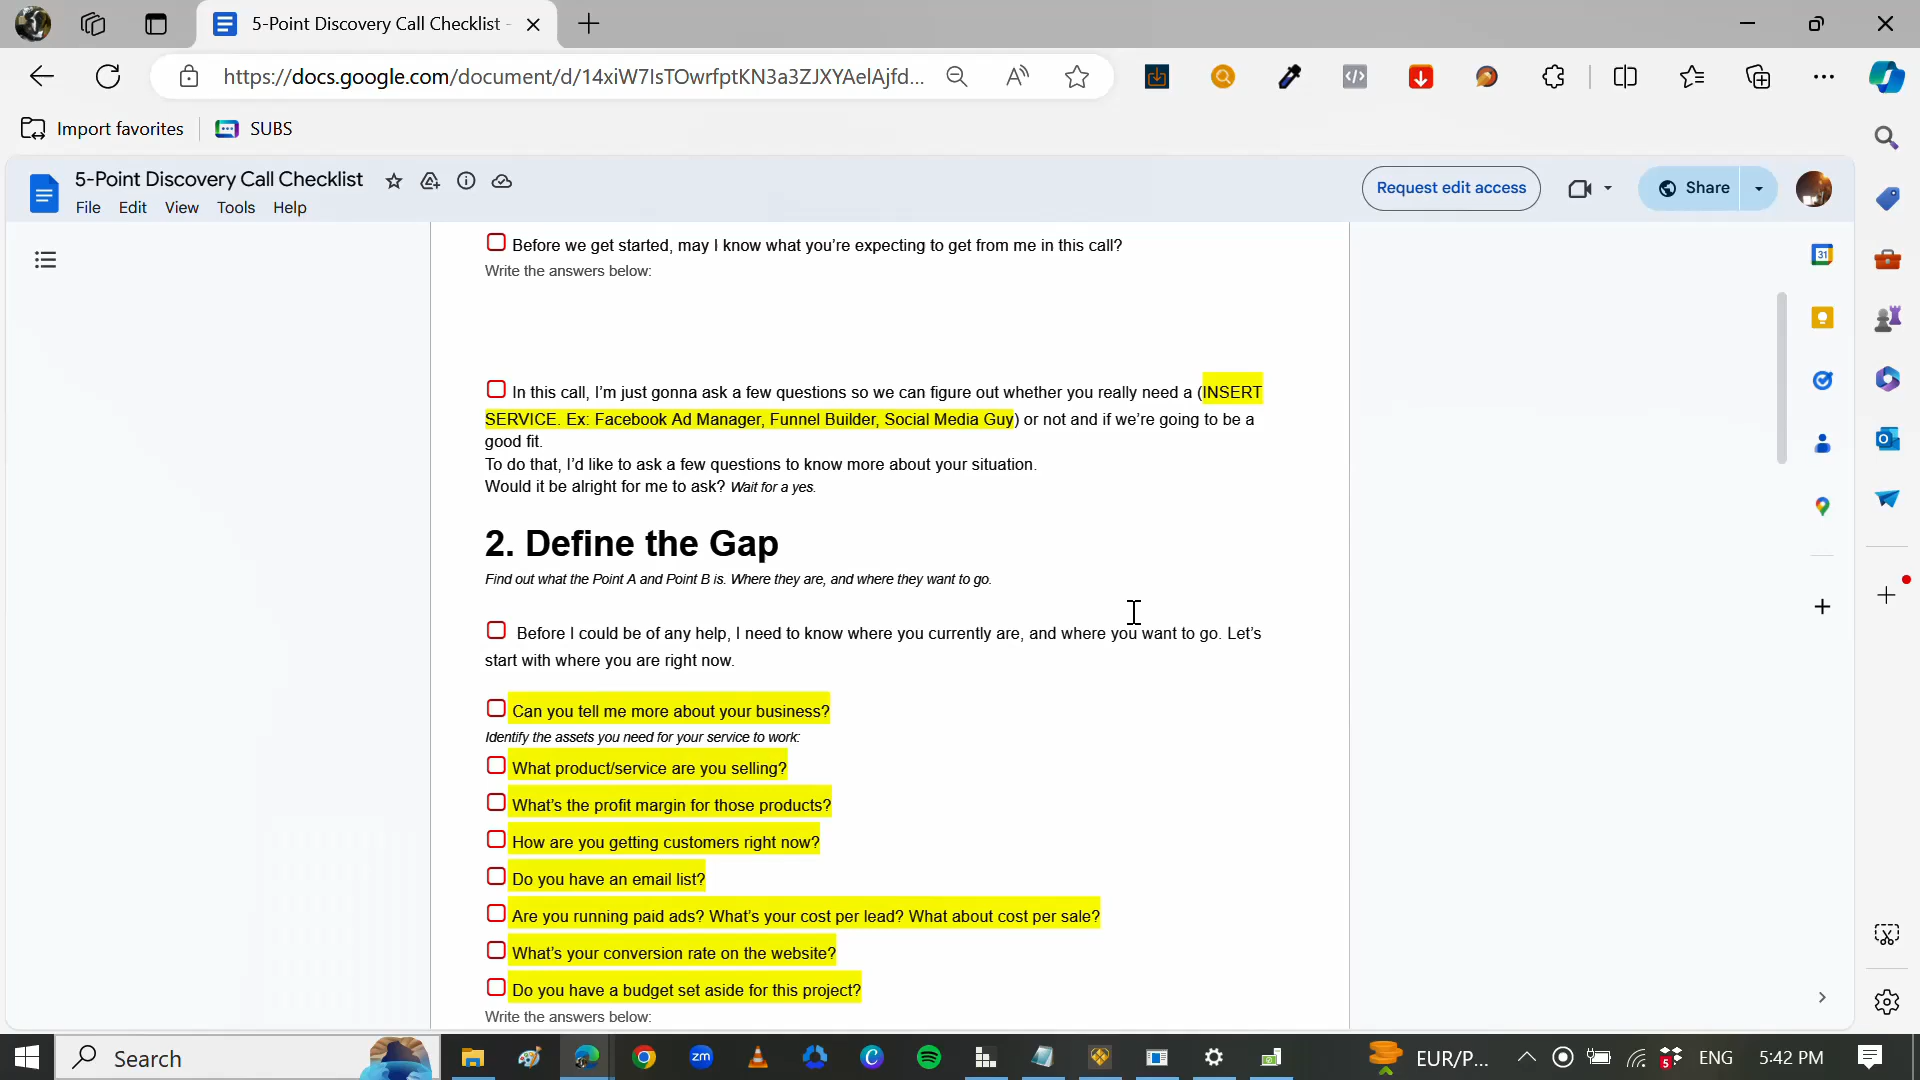 5-Point Discovery Call Checklist -
https://docs.google.com/document/d/14xiW7IsTOwrfptKN3a3ZJXYAelAjfd...
Import favorites
SUBS
5-Point Discovery Call Checklist
File Edit View Tools Help
Request edit access
Share
Before we get started, may I know what you’re expecting to get from me in this call?
Write the answers below:
In this call, I’m just gonna ask a few questions so we can figure out whether you really need a (INSERT
SERVICE. Ex: Facebook Ad Manager, Funnel Builder, Social Media Guy) or not and if we’re going to be a
good fit.
To do that, I’d like to ask a few questions to know more about your situation.
Would it be alright for me to ask? Wait for a yes.
2. Define the Gap
Find out what the Point A and Point B is. Where they are, and where they want to go.
Before I could be of any help, I need to know where you currently are, and where you want to go. Let’s
start with where you are right now.
Can you tell me more about your business?
Identify the assets you need for your service to work:
What product/service are you selling?
What’s the profit margin for those products?
How are you getting customers right now?
Do you have an email list?
Are you running paid ads? What’s your cost per lead? What about cost per sale?
What’s your conversion rate on the website?
Do you have a budget set aside for this project?
Write the answers below:
31
Search
zm
EUR/P...
5
ENG
5:42 PM